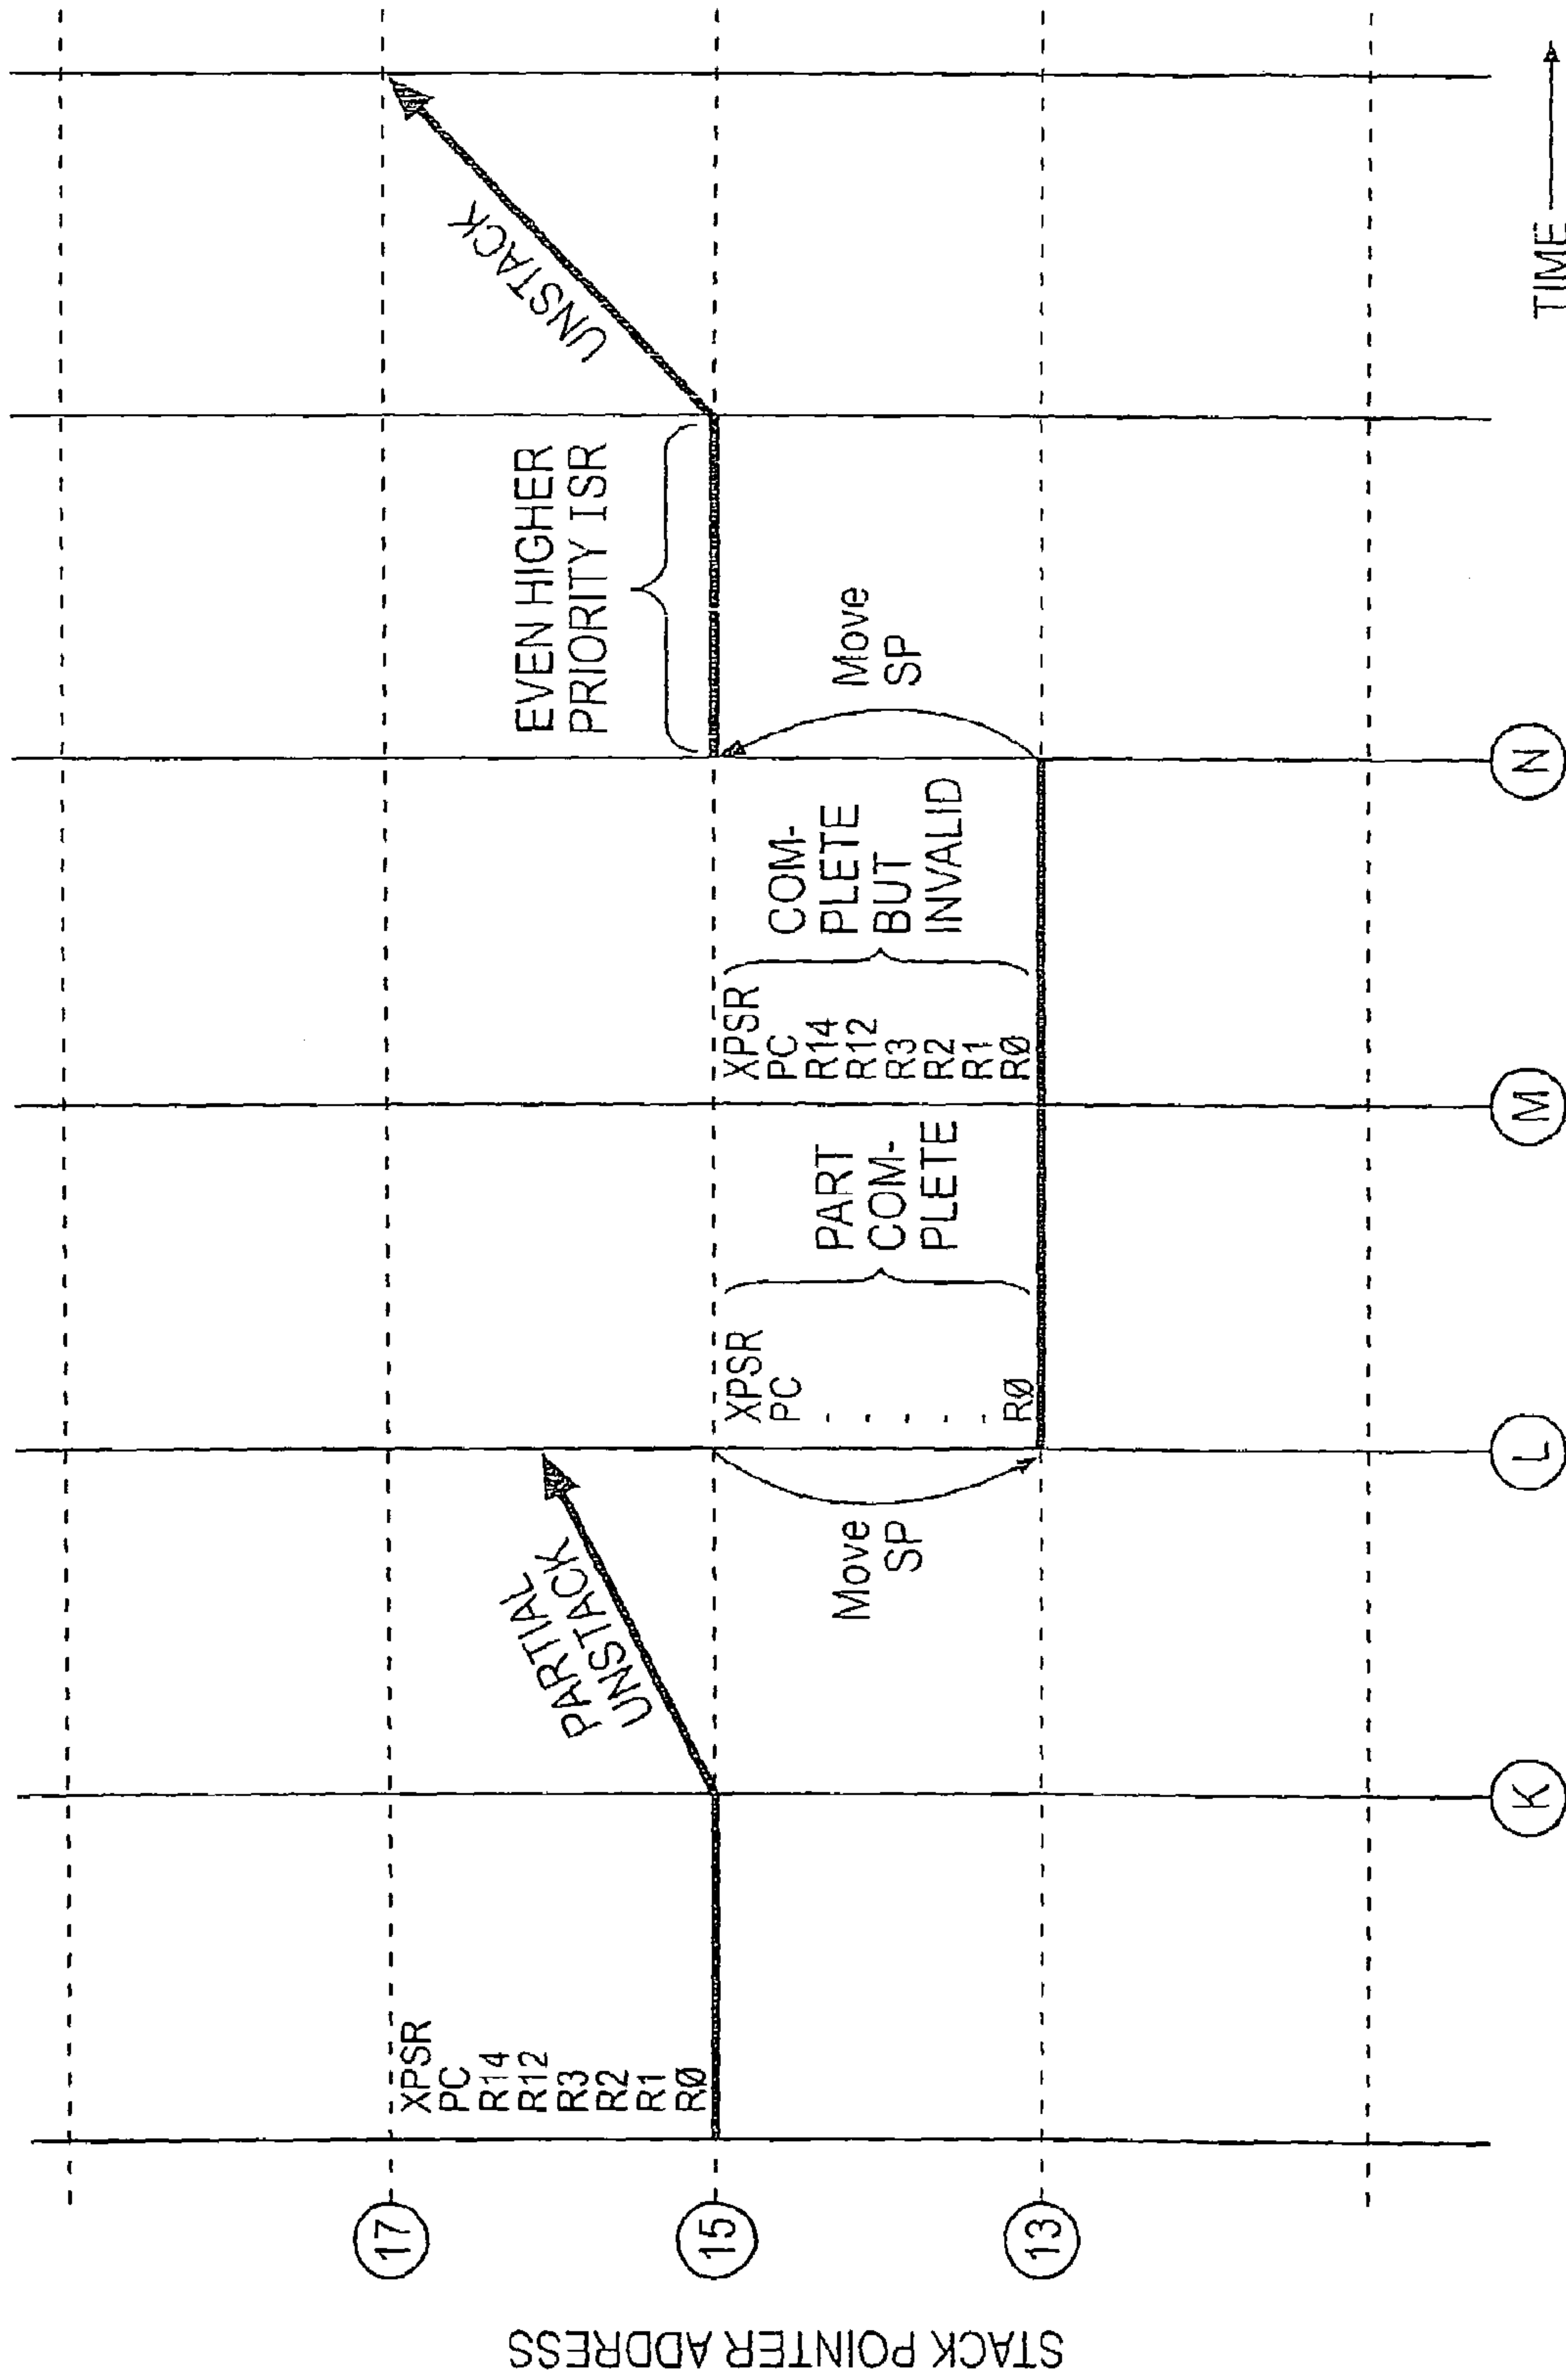 STACK POINTER ADDRESS
17
15
13
XPSR
PC
R14
R12
R3
R2
R1
RØ
PARTIAL
UNSTACK
Move
SP
XPSR
PC
.
.
.
.
.
RØ
PART
COM-
PLETE
XPSR
PC
R14
R12
R3
R2
R1
RØ
COM-
PLETE
BUT
INVALID
Move
SP
EVEN HIGHER
PRIORITY ISR
UNSTACK
K
L
M
N
TIME